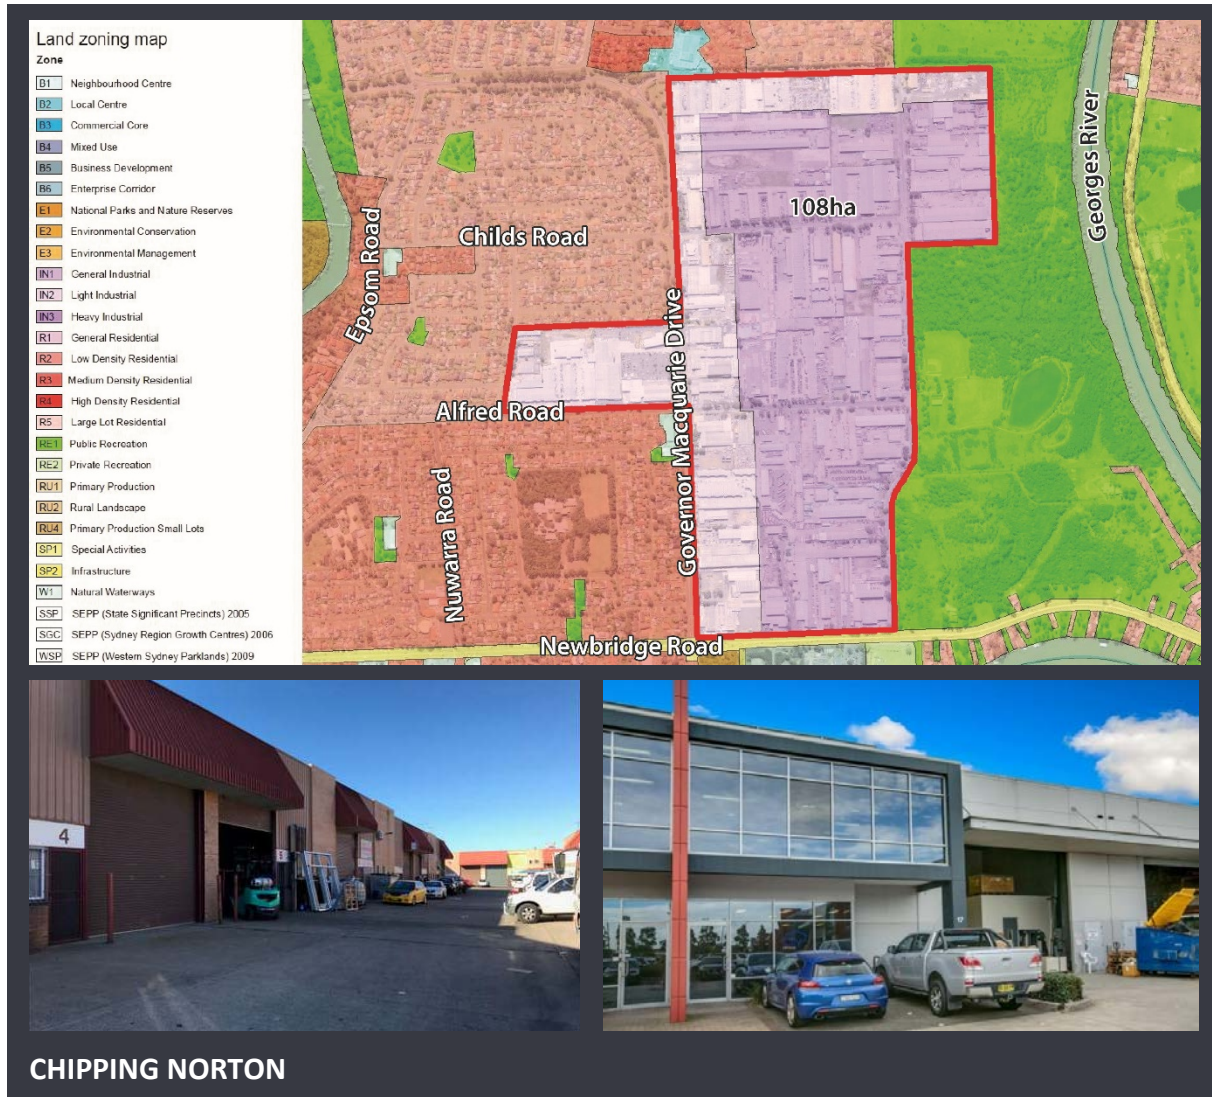 Land zoning map
Zone
B1 Neighbourhood Centre
B2 Local Centre
B3 Commercial Core
B4 Mixed Use
B5 Business Development
B6 Enterprise Corridor
E1 National Parks and Nature Reserves
E2 Environmental Conservation
E3 Environmental Management
IN1 General Industrial
IN2 Light Industrial
IN3 Heavy Industrial
R1 General Residential
R2 Low Density Residential
R3 Medium Density Residential
R4 High Density Residential
R5 Large Lot Residential
RE1 Public Recreation
RE2 Private Recreation
RU1 Primary Production
RU2 Rural Landscape
RU4 Primary Production Small Lots
SP1 Special Activities
SP2 Infrastructure
W1 Natural Waterways
SSP SEPP (State Significant Precincts) 2005
SGC SEPP (Sydney Region Growth Centres) 2006
WSP SEPP (Western Sydney Parklands) 2009
Georges River
108ha
Childs Road
Epsom Road
Governor Macquarie Drive
Alfred Road
Nuwarra Road
Newbridge Road
4
CHIPPING NORTON